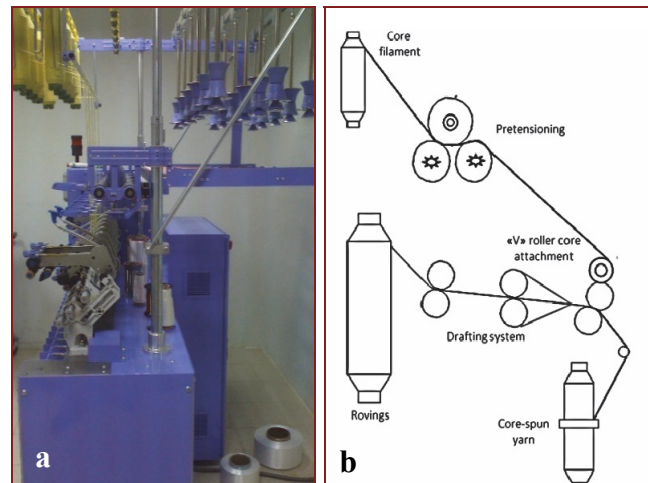 a
Core
filament
Pretensioning
«V» roller core
attachment
Drafting system
Rovings
Core-spun
yarn
b